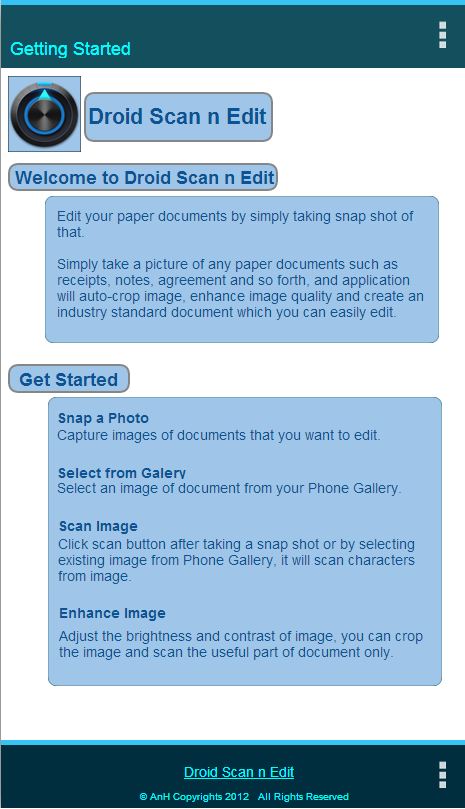 Getting Started
Droid Scan n Edit
Welcome to Droid Scan n Edit
Edit your paper documents by simply taking snap shot of
that.
Simply take a picture of any paper documents such as
receipts, notes, agreement and so forth, and application
will auto-crop image, enhance image quality and create an
industry standard document which you can easily edit.
Get Started
Snap a Photo
Capture images of documents that you want to edit.
Select from Galery
Select an image of document from your Phone Gallery.
Scan Image
Click scan button after taking a snap shot or by selecting
existing image from Phone Gallery, it will scan characters
from image.
Enhance Image
Adjust the brightness and contrast of image, you can crop
the image and scan the useful part of document only.
Droid Scan n Edit
© AnH Copyrights 2012 All Rights Reserved